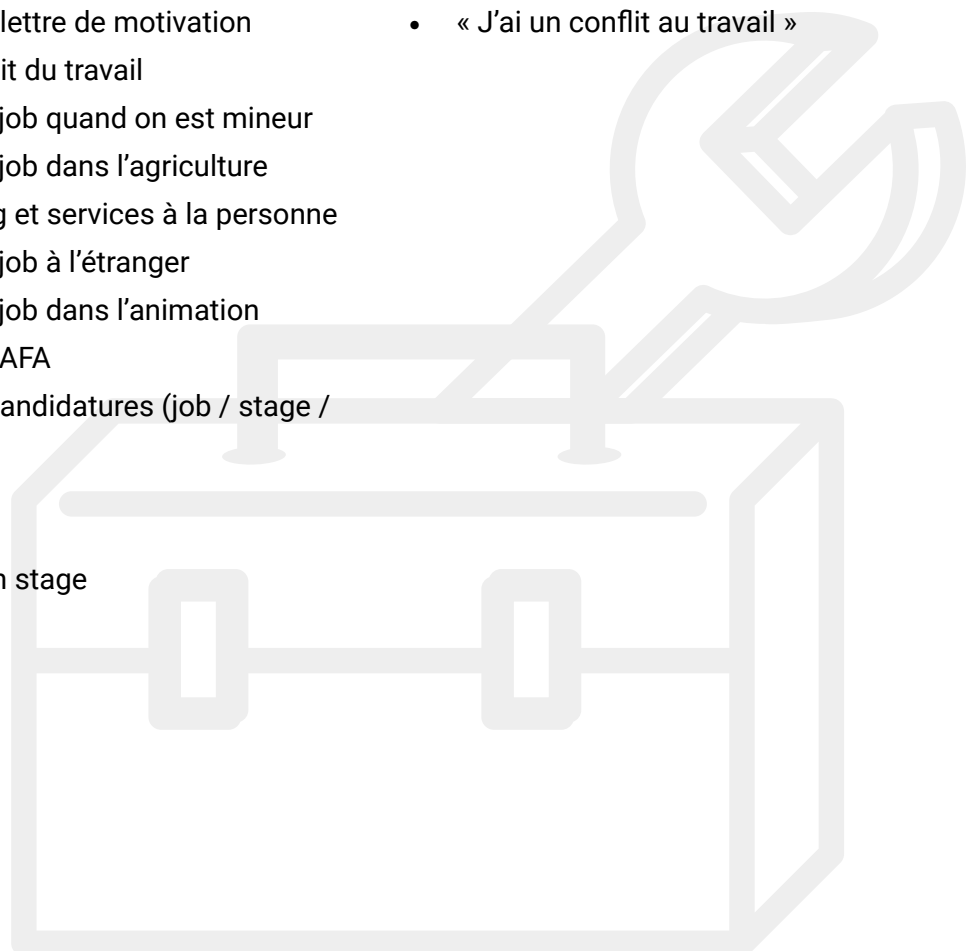 lettre de motivation
it du travail
job quand on est mineur
job dans l’agriculture
g et services à la personne
job à l’étranger
job dans l’animation
AFA
andidatures (job / stage /
n stage
• « J’ai un conflit au travail »